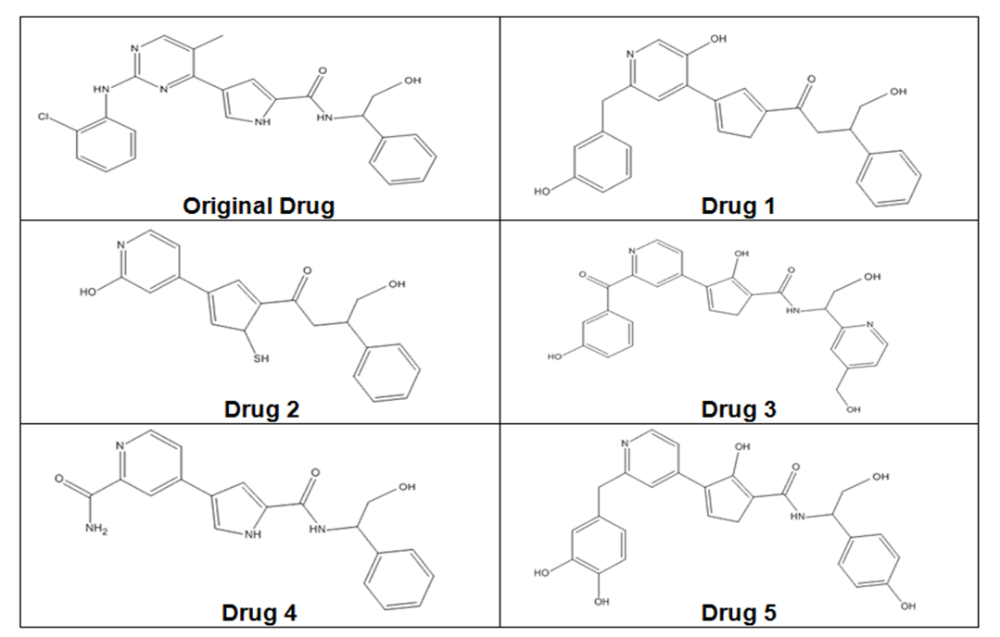 N
N
HN
Cl
NH
O
HN
OH
Original Drug
N
OH
O
OH
HO
Drug 1
N
HO
O
OH
SH
Drug 2
N
O
HO
OH
O
HN
OH
N
OH
Drug 3
N
O
NH2
NH
O
HN
OH
Drug 4
N
OH
O
HN
OH
HO
OH
OH
Drug 5